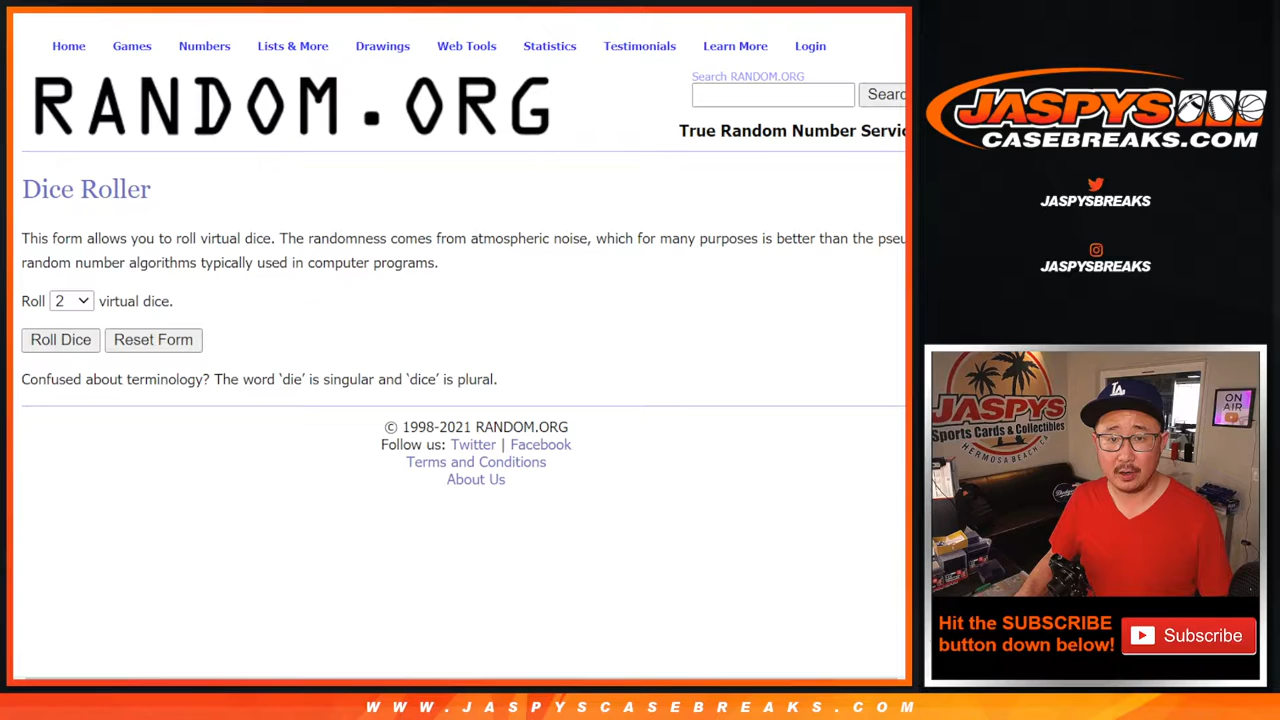 Home Games Numbers Lists & More Drawings Web Tools Statistics Testimonials Learn More Login
RANDOM.ORG
Search RANDOM.ORG
Searc
True Random Number Servic
Dice Roller
This form allows you to roll virtual dice. The randomness comes from atmospheric noise, which for many purposes is better than the pseu
random number algorithms typically used in computer programs.
Roll 2 virtual dice.
Roll Dice Reset Form
Confused about terminology? The word ‘die’ is singular and ‘dice’ is plural.
© 1998-2021 RANDOM.ORG
Follow us: Twitter | Facebook
Terms and Conditions
About Us
JASPYS
CASEBREAKS.COM
JASPYSBREAKS
JASPYSBREAKS
JASPYS
Sports Cards & Collectibles
HERMOSA BEACH, CA
LA
Dodgers
ON
AIR
Hit the SUBSCRIBE
button down below!
Subscribe
WWW.JASPYSCASEBREAKS.COM